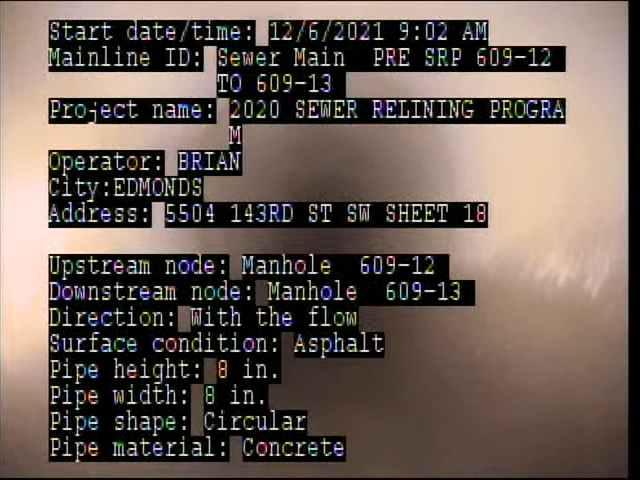 Start date/time: 12/6/2021 9:02 AM
Mainline ID: Sewer Main  PRE SRP 609-12
TO 609-13
Project name: 2020 SEWER RELINING PROGRA
M
Operator: BRIAN
City:EDMONDS
Address: 5504 143RD ST SW SHEET 18
Upstream node: Manhole  609-12
Downstream node: Manhole  609-13
Direction: With the flow
Surface condition: Asphalt
Pipe height: 8 in.
Pipe width: 8 in.
Pipe shape: Circular
Pipe material: Concrete